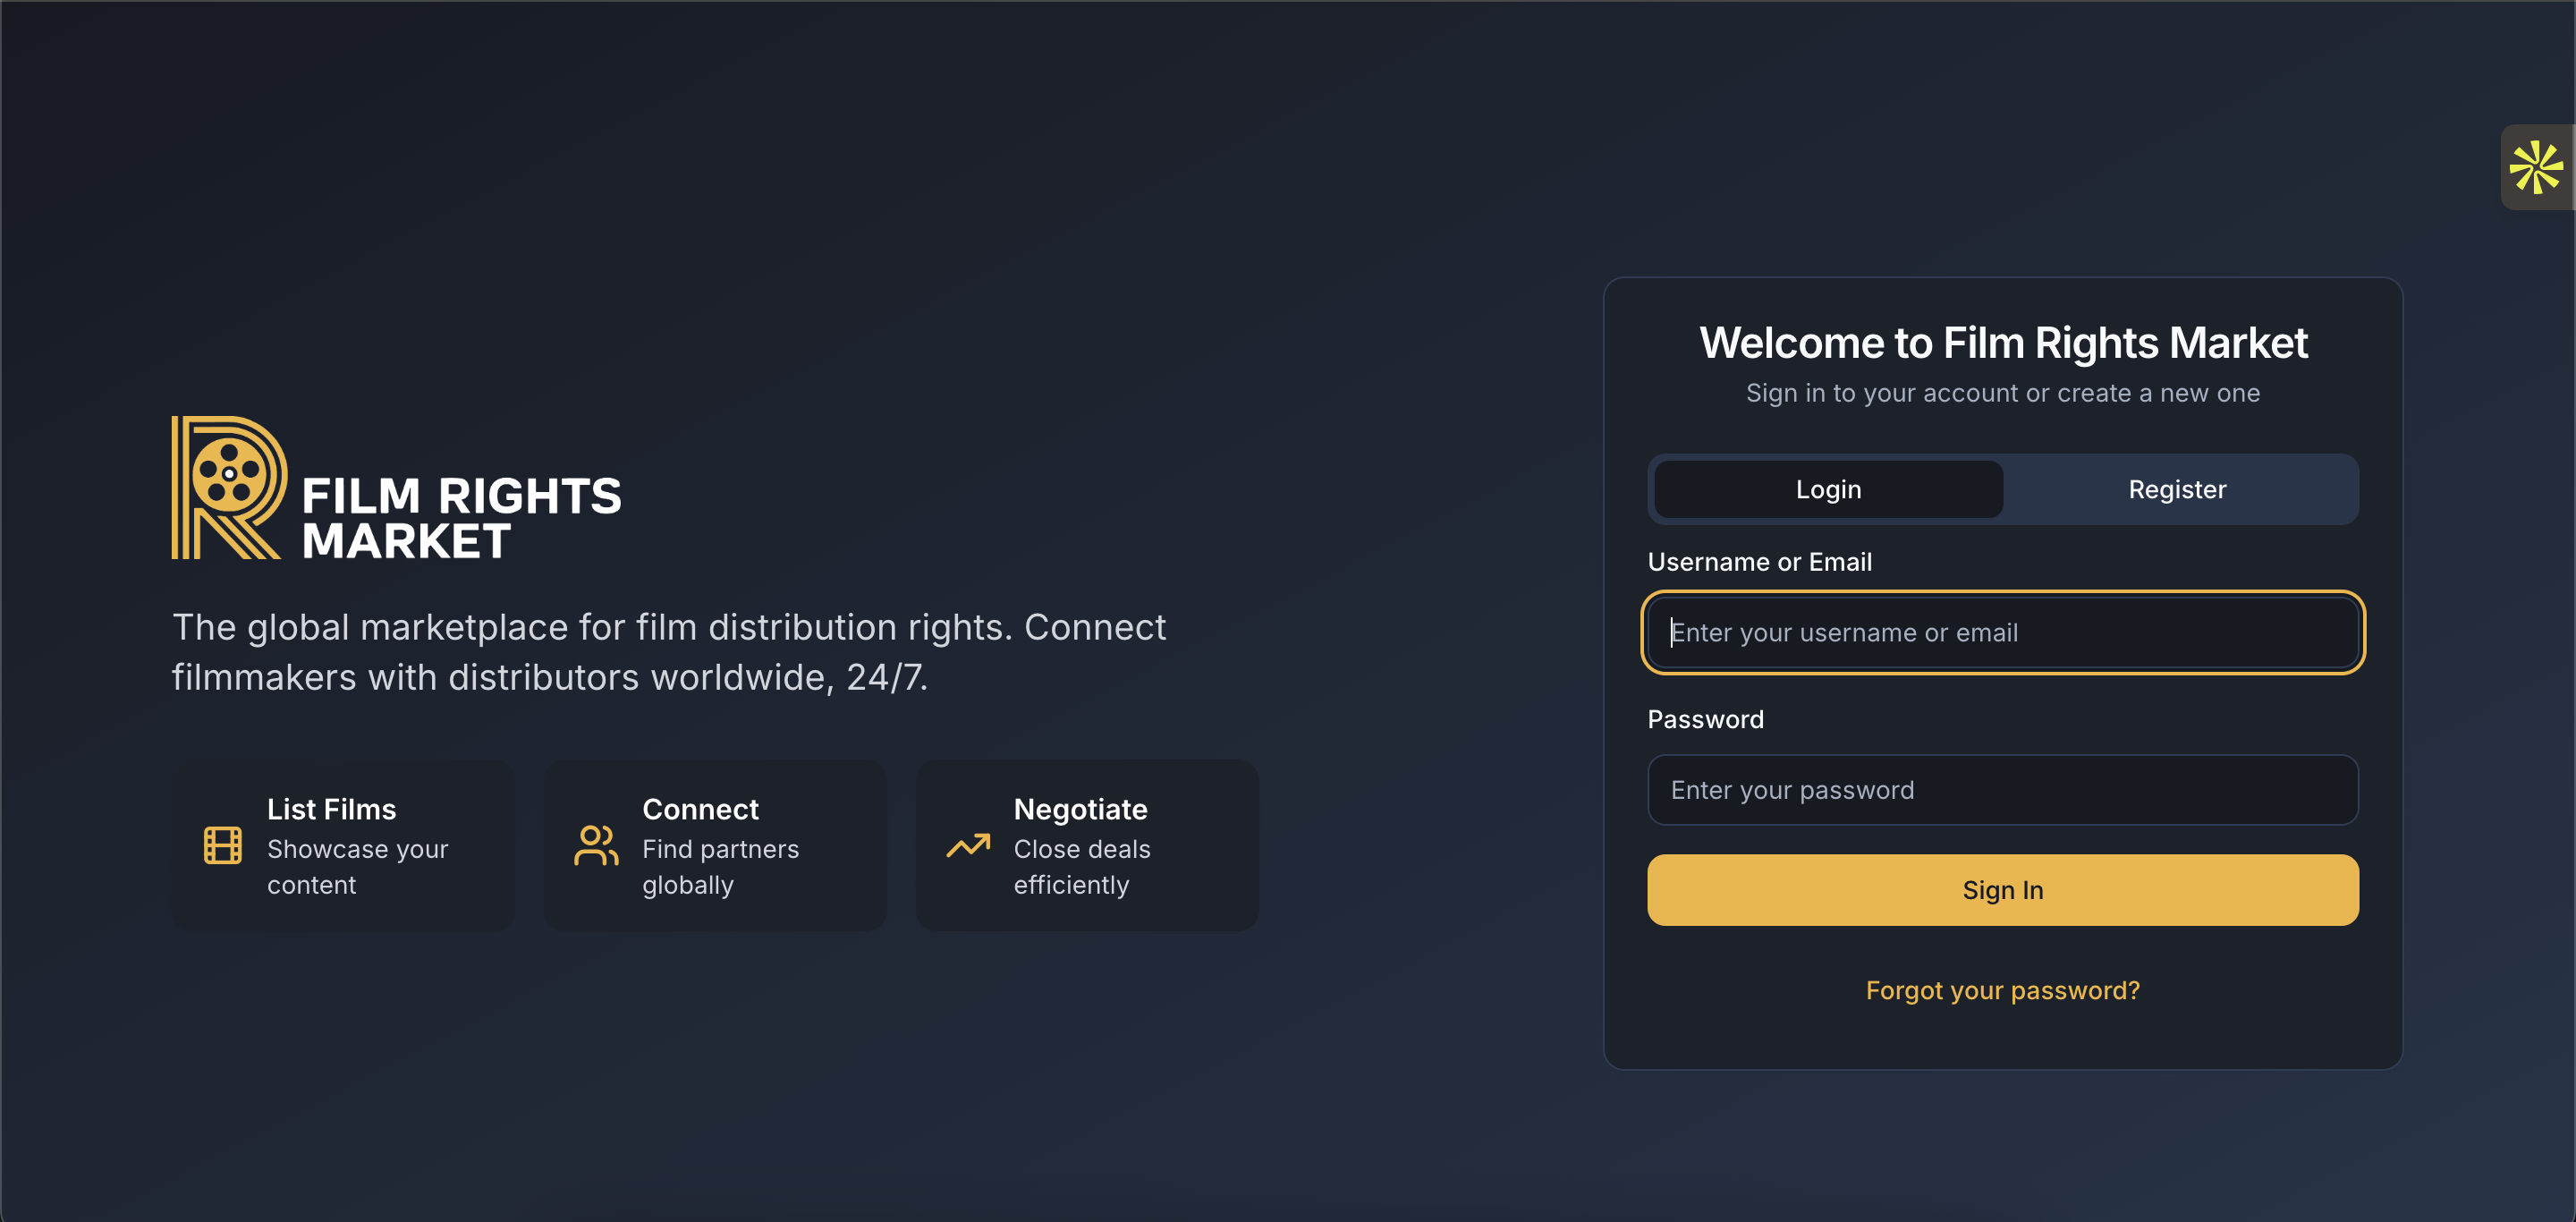 FILM RIGHTS
MARKET
The global marketplace for film distribution rights. Connect
filmmakers with distributors worldwide, 24/7.
List Films
Showcase your
content
Connect
Find partners
globally
Negotiate
Close deals
efficiently
Welcome to Film Rights Market
Sign in to your account or create a new one
Login
Register
Username or Email
Enter your username or email
Password
Enter your password
Sign In
Forgot your password?